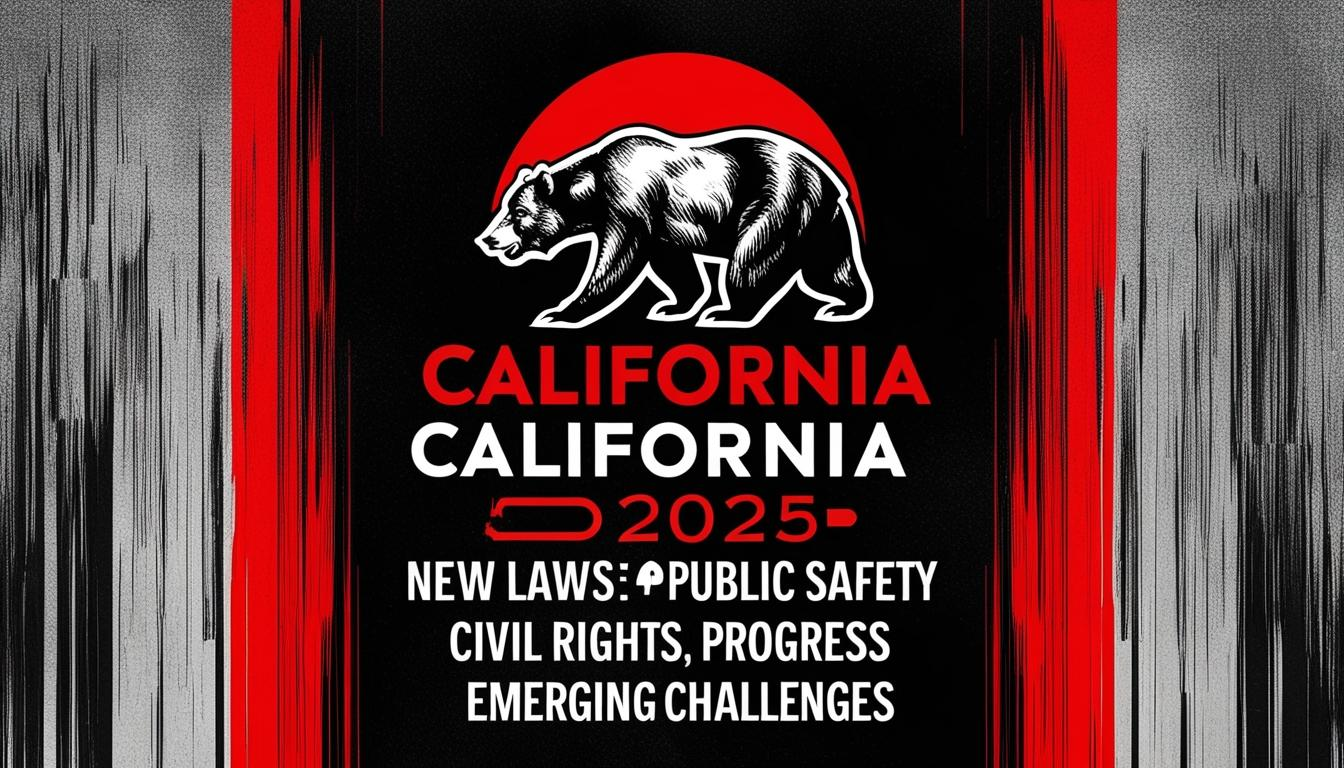 CALIFORNIA
CALIFORNIA
2025
NEW LAWS: PUBLIC SAFETY
CIVIL RIGHTS, PROGRESS
EMERGING CHALLENGES